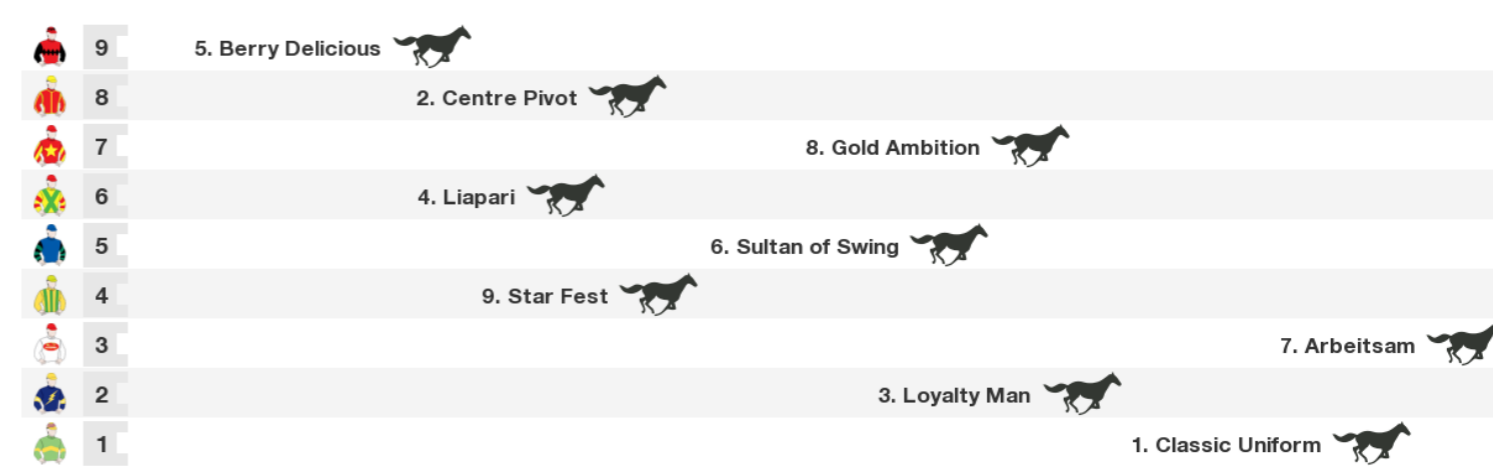 9 5. Berry Delicious
8 2. Centre Pivot
7 8. Gold Ambition
6 4. Liapari
5 6. Sultan of Swing
4 9. Star Fest
3 7. Arbeitsam
2 3. Loyalty Man
1 1. Classic Uniform